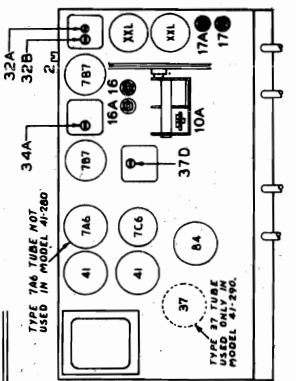 32A
32B
2.M
34A
7B7
7B7
XXL
XXL
17A
17
16A
16
10A
37D
TYPE 7A6 TUBE NOT
USED IN MODEL 41-280
7A6
7C6
41
41
84
37
TYPE 37 TUBE
USED ONLY IN
MODEL 41-290.